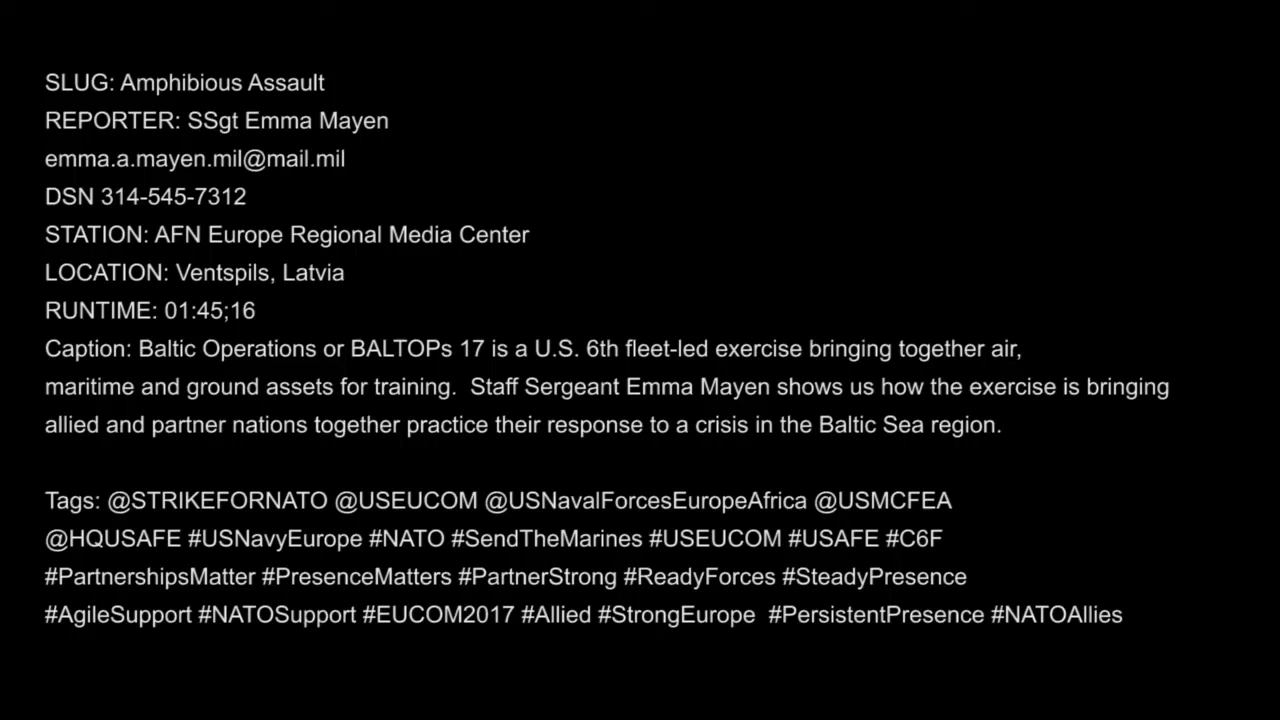 SLUG: Amphibious Assault
REPORTER: SSgt Emma Mayen
emma.a.mayen.mil@mail.mil
DSN 314-545-7312
STATION: AFN Europe Regional Media Center
LOCATION: Ventspils, Latvia
RUNTIME: 01:45;16
Caption: Baltic Operations or BALTOPs 17 is a U.S. 6th fleet-led exercise bringing together air,
maritime and ground assets for training.  Staff Sergeant Emma Mayen shows us how the exercise is bringing
allied and partner nations together practice their response to a crisis in the Baltic Sea region.
Tags: @STRIKEFORNATO @USEUCOM @USNavalForcesEuropeAfrica @USMCFEA
@HQUSAFE #USNavyEurope #NATO #SendTheMarines #USEUCOM #USAFE #C6F
#PartnershipsMatter #PresenceMatters #PartnerStrong #ReadyForces #SteadyPresence
#AgileSupport #NATOSupport #EUCOM2017 #Allied #StrongEurope  #PersistentPresence #NATOAllies